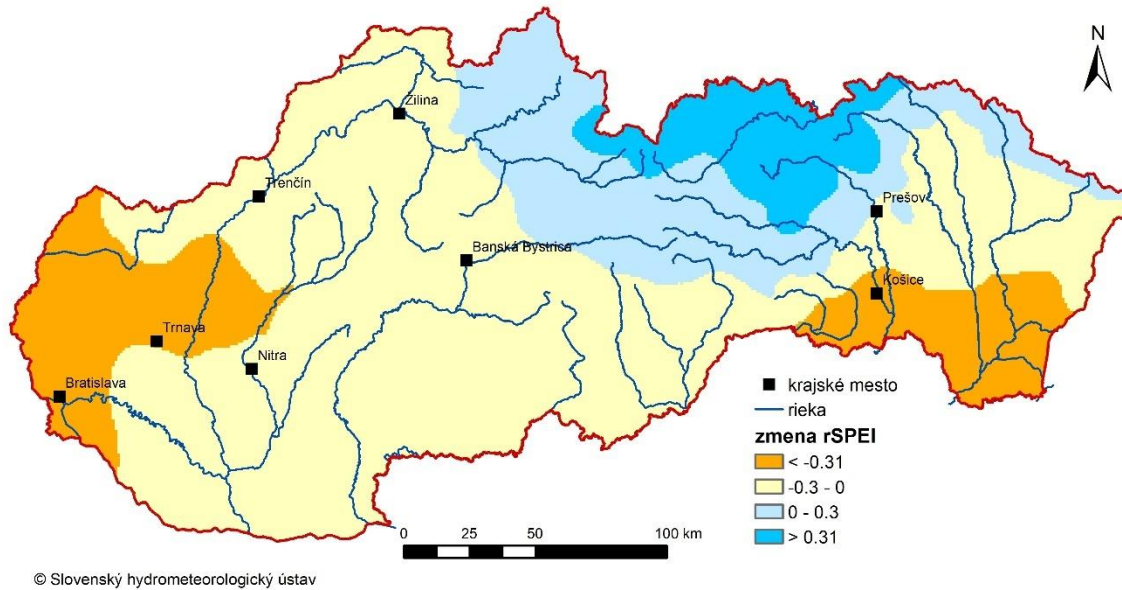 N
Žilina
Trenčín
Prešov
Banská Bystrisa
Košice
Trnava
Nitra
Bratislava
krajské mesto
rieka
zmena rSPEI
< -0.31
-0.3 - 0
0 - 0.3
> 0.31
0 25 50 100 km
© Slovenský hydrometeorologický ústav